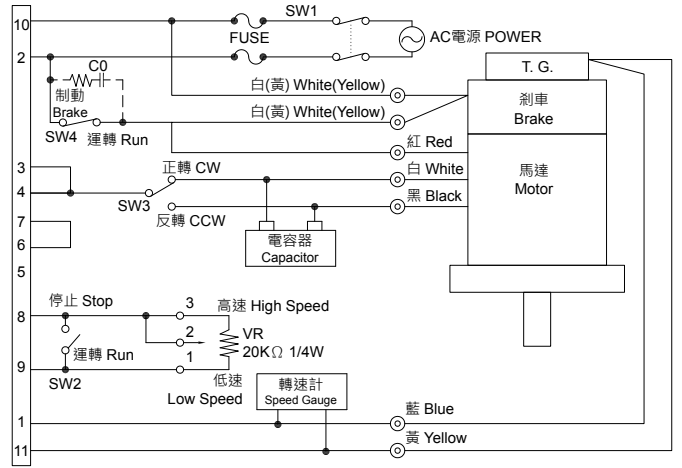 10
SW1
FUSE
AC電源 POWER
2
C0
制動
Brake
SW4
運轉 Run
白(黃) White(Yellow)
白(黃) White(Yellow)
紅 Red
T. G.
剎車
Brake
馬達
Motor
3
4
正轉 CW
白 White
SW3
反轉 CCW
黑 Black
7
6
電容器
Capacitor
5
8
停止 Stop
3
高速 High Speed
2
VR
20KΩ 1/4W
運轉 Run
1
9
SW2
低速
Low Speed
轉速計
Speed Gauge
1
藍 Blue
11
黃 Yellow